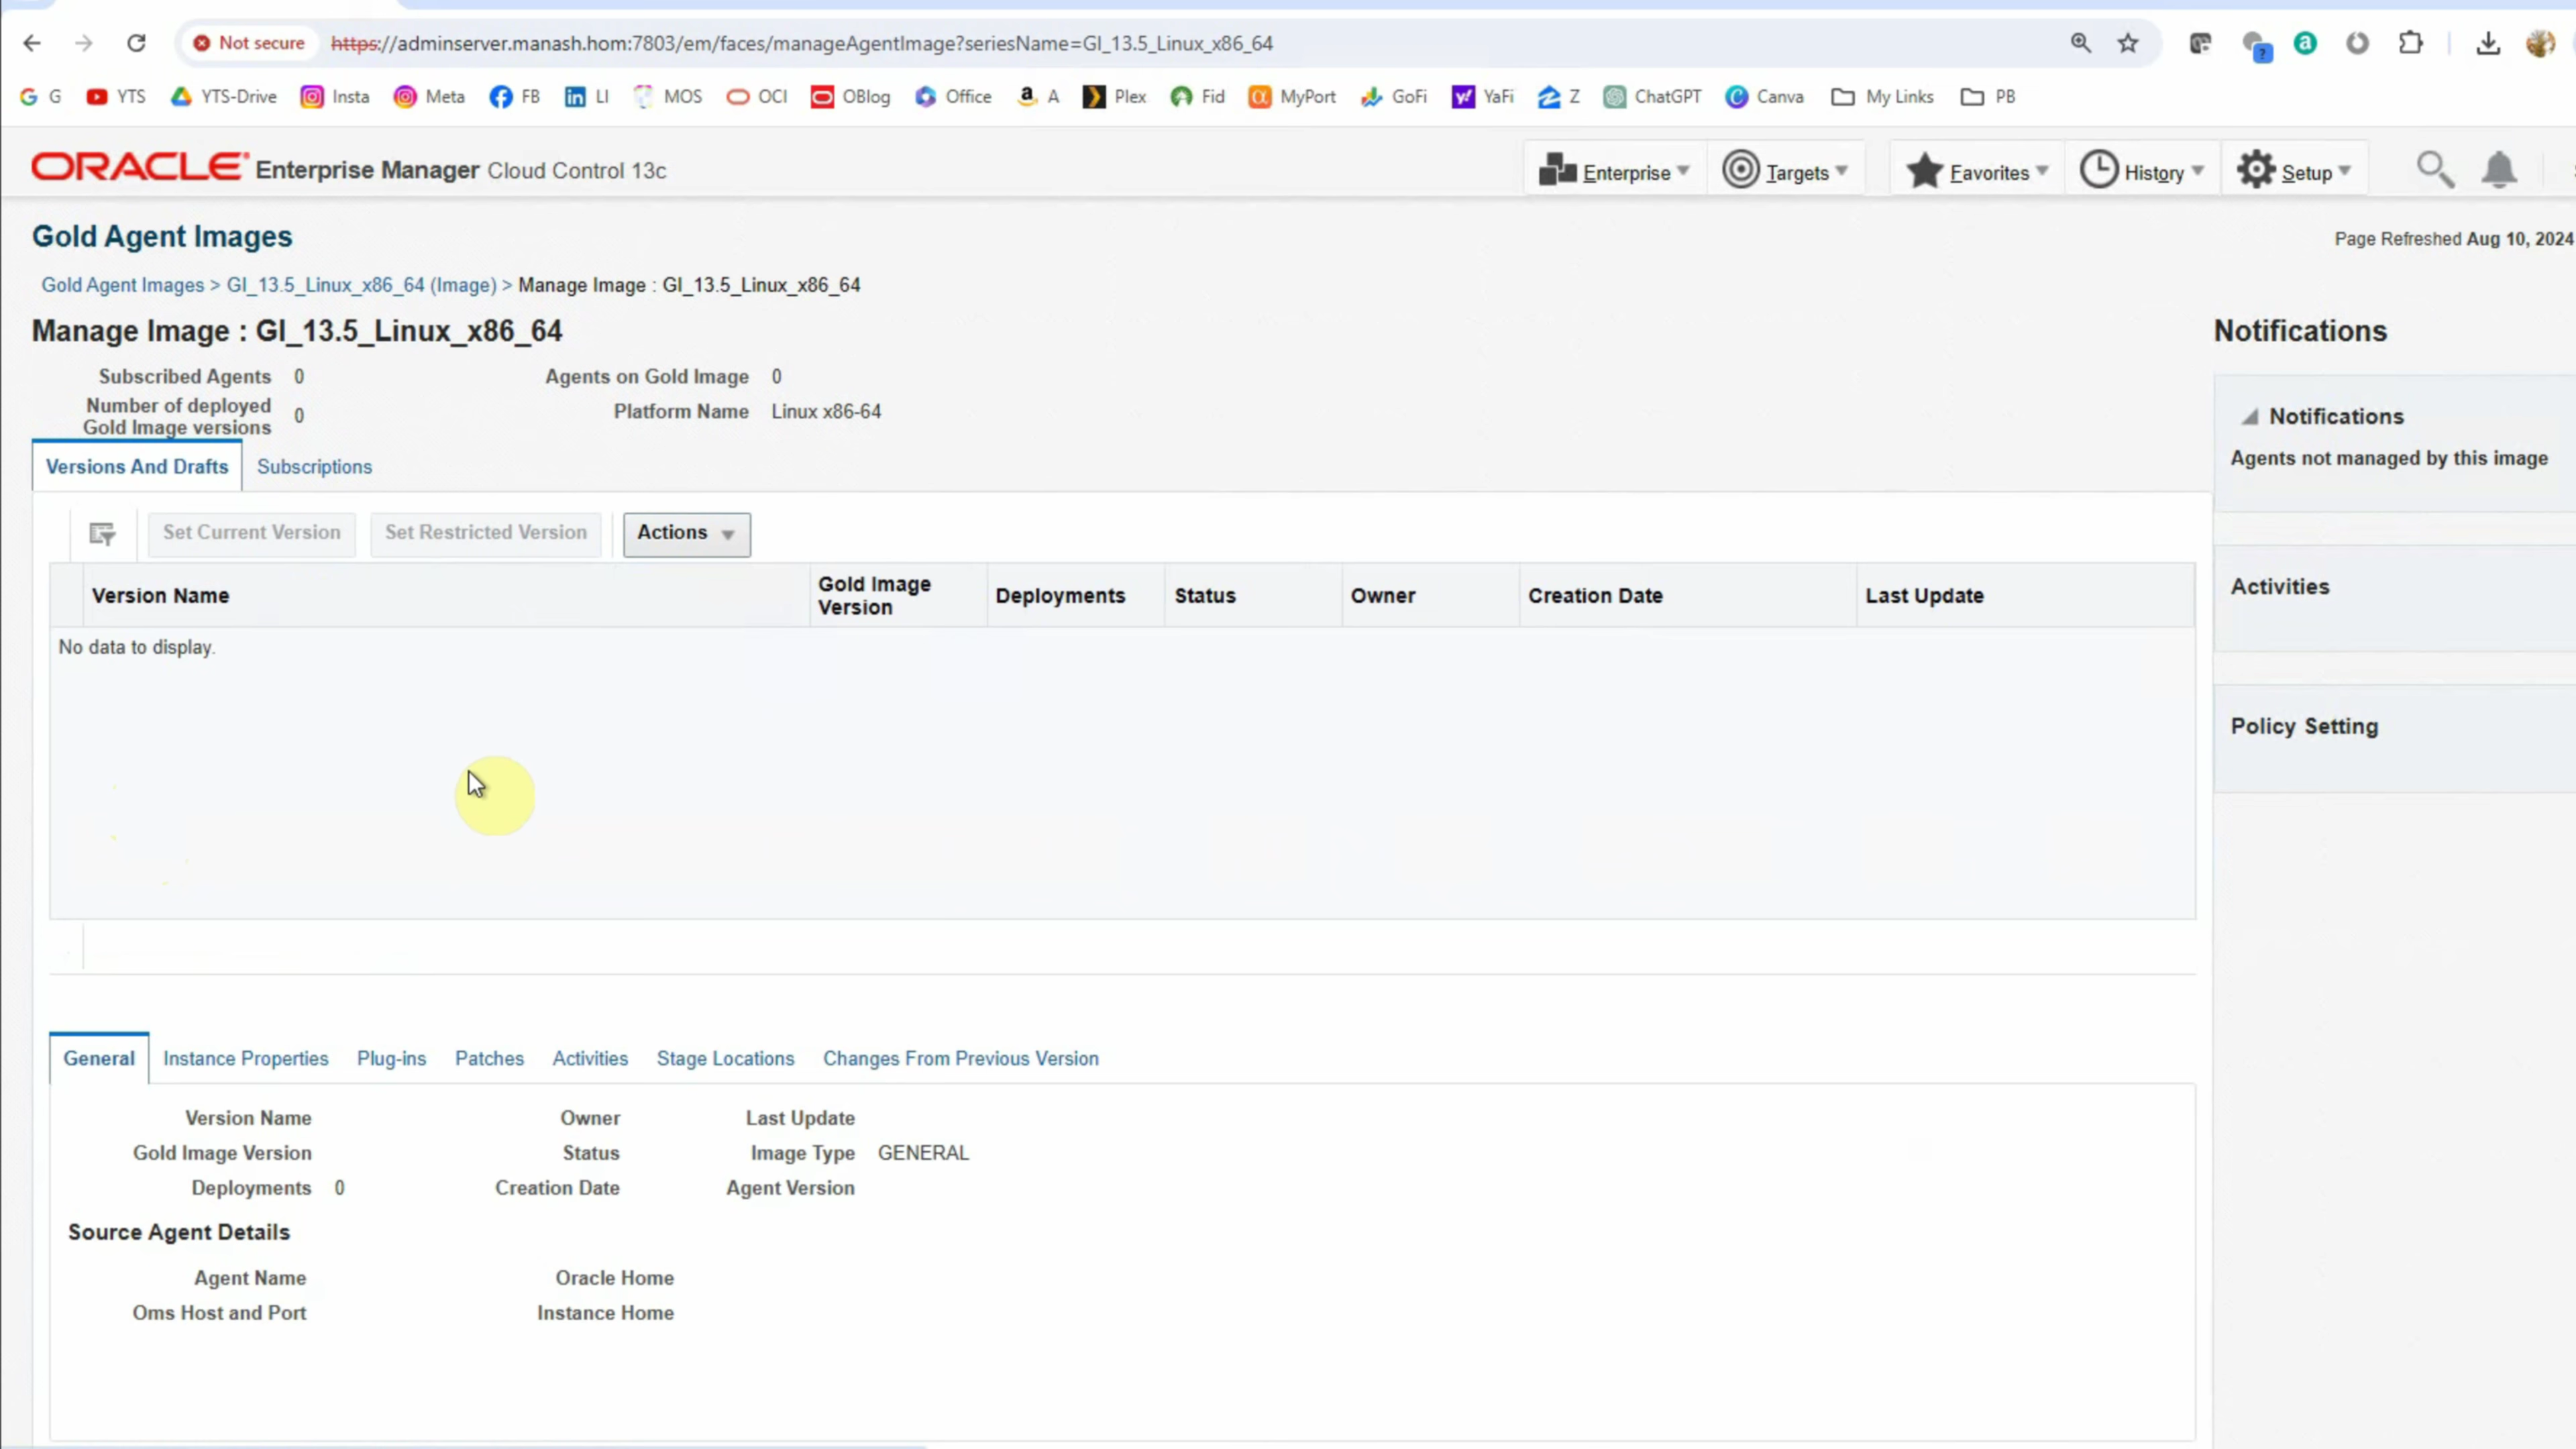 Not secure https://adminserver.manash.hom:7803/em/faces/manageAgentImage?seriesName=GI_13.5_Linux_x86_64
G YTS YTS-Drive Insta Meta FB LI MOS OCI OBlog Office A Plex Fid MyPort GoFi YaFi Z ChatGPT Canva My Links PB
ORACLE Enterprise Manager Cloud Control 13c
Enterprise Targets Favorites History Setup
Gold Agent Images
Page Refreshed Aug 10, 2024
Gold Agent Images > GI_13.5_Linux_x86_64 (Image) > Manage Image : GI_13.5_Linux_x86_64
Manage Image : GI_13.5_Linux_x86_64
Subscribed Agents 0 Agents on Gold Image 0
Number of deployed Gold Image versions 0 Platform Name Linux x86-64
Versions And Drafts Subscriptions
Set Current Version Set Restricted Version Actions
Version Name Gold Image Version Deployments Status Owner Creation Date Last Update
No data to display.
General Instance Properties Plug-ins Patches Activities Stage Locations Changes From Previous Version
Version Name Owner Last Update
Gold Image Version Status Image Type GENERAL
Deployments 0 Creation Date Agent Version
Source Agent Details
Agent Name Oracle Home
Oms Host and Port Instance Home
Notifications
Notifications
Agents not managed by this image
Activities
Policy Setting